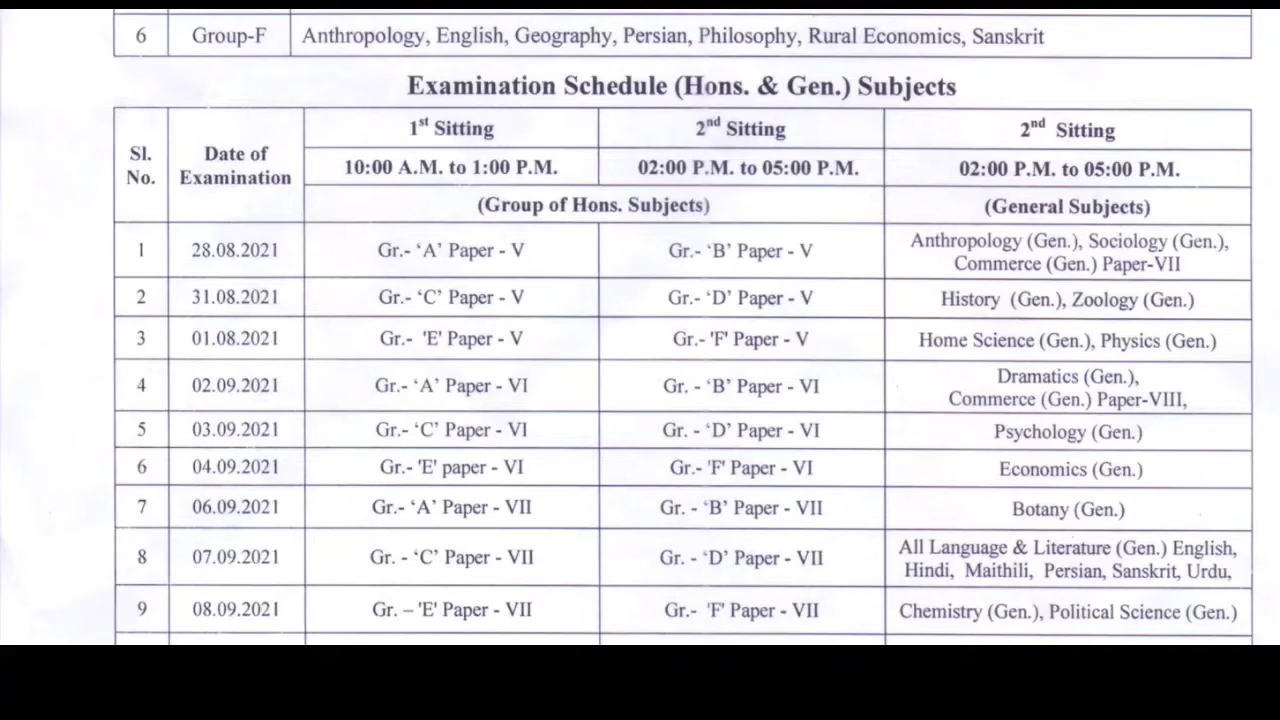 6 Group-F Anthropology, English, Geography, Persian, Philosophy, Rural Economics, Sanskrit
Examination Schedule (Hons. & Gen.) Subjects
Sl. No. Date of Examination 1st Sitting 2nd Sitting 2nd Sitting
10:00 A.M. to 1:00 P.M. 02:00 P.M. to 05:00 P.M. 02:00 P.M. to 05:00 P.M.
(Group of Hons. Subjects) (General Subjects)
1 28.08.2021 Gr.- ‘A’ Paper - V Gr.- ‘B’ Paper - V Anthropology (Gen.), Sociology (Gen.),
Commerce (Gen.) Paper-VII
2 31.08.2021 Gr.- ‘C’ Paper - V Gr.- ‘D’ Paper - V History (Gen.), Zoology (Gen.)
3 01.08.2021 Gr.- 'E' Paper - V Gr.- 'F' Paper - V Home Science (Gen.), Physics (Gen.)
4 02.09.2021 Gr.- ‘A’ Paper - VI Gr. - ‘B’ Paper - VI Dramatics (Gen.),
Commerce (Gen.) Paper-VIII,
5 03.09.2021 Gr.- ‘C’ Paper - VI Gr. - ‘D’ Paper - VI Psychology (Gen.)
6 04.09.2021 Gr.- 'E' paper - VI Gr.- 'F' Paper - VI Economics (Gen.)
7 06.09.2021 Gr.- ‘A’ Paper - VII Gr. - ‘B’ Paper - VII Botany (Gen.)
8 07.09.2021 Gr. - ‘C’ Paper - VII Gr. - ‘D’ Paper - VII All Language & Literature (Gen.) English,
Hindi, Maithili, Persian, Sanskrit, Urdu,
9 08.09.2021 Gr. – 'E' Paper - VII Gr.- 'F' Paper - VII Chemistry (Gen.), Political Science (Gen.)